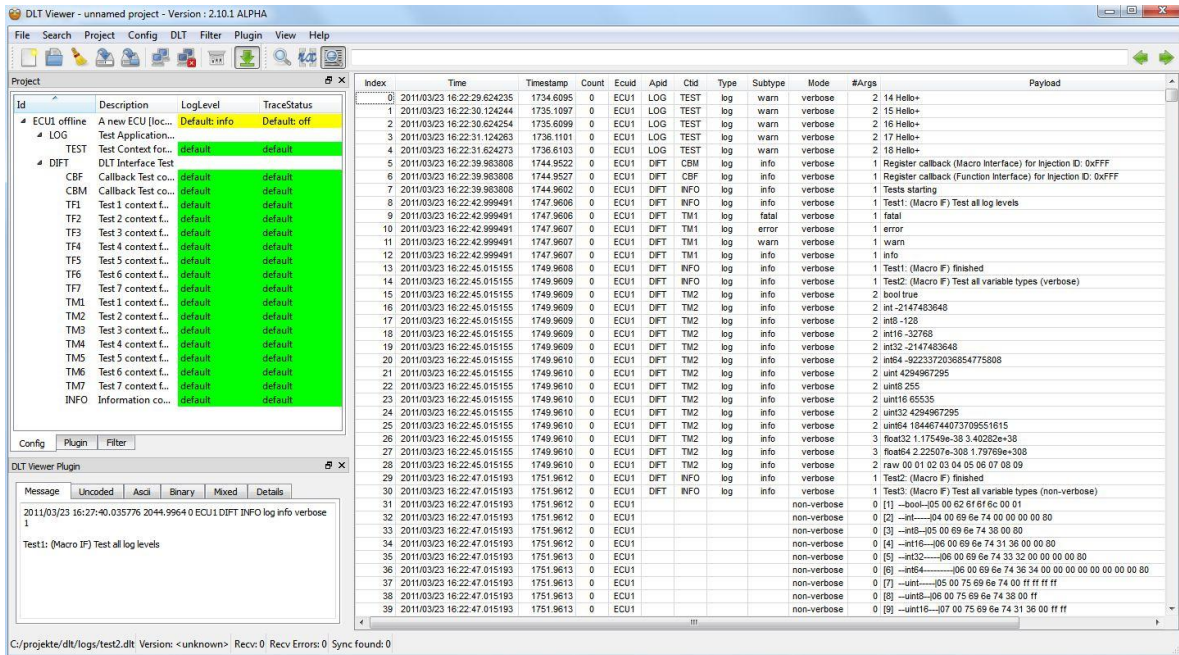 DLT Viewer - unnamed project - Version : 2.10.1 ALPHA
File Search Project Config DLT Filter Plugin View Help
Project
Id Description LogLevel TraceStatus
ECU1 offline A new ECU [loc... Default: info Default: off
LOG Test Application...
TEST Test Context for... default default
DIFT DLT Interface Test
CBF Callback Test co... default default
CBM Callback Test co... default default
TF1 Test 1 context f... default default
TF2 Test 2 context f... default default
TF3 Test 3 context f... default default
TF4 Test 4 context f... default default
TF5 Test 5 context f... default default
TF6 Test 6 context f... default default
TF7 Test 7 context f... default default
TM1 Test 1 context f... default default
TM2 Test 2 context f... default default
TM3 Test 3 context f... default default
TM4 Test 4 context f... default default
TM5 Test 5 context f... default default
TM6 Test 6 context f... default default
TM7 Test 7 context f... default default
INFO Information co... default default
Config Plugin Filter
DLT Viewer Plugin
Message Uncoded Ascii Binary Mixed Details
2011/03/23 16:27:40.035776 2044.9964 0 ECU1 DIFT INFO log info verbose
1
Test1: (Macro IF) Test all log levels
Index Time Timestamp Count Ecuid Apid Ctid Type Subtype Mode #Args Payload
0 2011/03/23 16:22:29.624235 1734.6095 0 ECU1 LOG TEST log warn verbose 2 14 Hello+
1 2011/03/23 16:22:30.124244 1735.1097 0 ECU1 LOG TEST log warn verbose 2 15 Hello+
2 2011/03/23 16:22:30.624254 1735.6099 0 ECU1 LOG TEST log warn verbose 2 16 Hello+
3 2011/03/23 16:22:31.124263 1736.1101 0 ECU1 LOG TEST log warn verbose 2 17 Hello+
4 2011/03/23 16:22:31.624273 1736.6103 0 ECU1 LOG TEST log warn verbose 2 18 Hello+
5 2011/03/23 16:22:39.983808 1744.9522 0 ECU1 DIFT CBM log info verbose 1 Register callback (Macro Interface) for Injection ID: 0xFFF
6 2011/03/23 16:22:39.983808 1744.9527 0 ECU1 DIFT CBF log info verbose 1 Register callback (Function Interface) for Injection ID: 0xFFF
7 2011/03/23 16:22:39.983808 1744.9602 0 ECU1 DIFT INFO log info verbose 1 Tests starting
8 2011/03/23 16:22:42.999491 1747.9606 0 ECU1 DIFT INFO log info verbose 1 Test1: (Macro IF) Test all log levels
9 2011/03/23 16:22:42.999491 1747.9606 0 ECU1 DIFT TM1 log fatal verbose 1 fatal
10 2011/03/23 16:22:42.999491 1747.9607 0 ECU1 DIFT TM1 log error verbose 1 error
11 2011/03/23 16:22:42.999491 1747.9607 0 ECU1 DIFT TM1 log warn verbose 1 warn
12 2011/03/23 16:22:42.999491 1747.9607 0 ECU1 DIFT TM1 log info verbose 1 info
13 2011/03/23 16:22:45.015155 1749.9608 0 ECU1 DIFT INFO log info verbose 1 Test1: (Macro IF) finished
14 2011/03/23 16:22:45.015155 1749.9609 0 ECU1 DIFT INFO log info verbose 1 Test2: (Macro IF) Test all variable types (verbose)
15 2011/03/23 16:22:45.015155 1749.9609 0 ECU1 DIFT TM2 log info verbose 2 bool true
16 2011/03/23 16:22:45.015155 1749.9609 0 ECU1 DIFT TM2 log info verbose 2 int -2147483648
17 2011/03/23 16:22:45.015155 1749.9609 0 ECU1 DIFT TM2 log info verbose 2 int8 -128
18 2011/03/23 16:22:45.015155 1749.9609 0 ECU1 DIFT TM2 log info verbose 2 int16 -32768
19 2011/03/23 16:22:45.015155 1749.9609 0 ECU1 DIFT TM2 log info verbose 2 int32 -2147483648
20 2011/03/23 16:22:45.015155 1749.9610 0 ECU1 DIFT TM2 log info verbose 2 int64 -9223372036854775808
21 2011/03/23 16:22:45.015155 1749.9610 0 ECU1 DIFT TM2 log info verbose 2 uint 4294967295
22 2011/03/23 16:22:45.015155 1749.9610 0 ECU1 DIFT TM2 log info verbose 2 uint8 255
23 2011/03/23 16:22:45.015155 1749.9610 0 ECU1 DIFT TM2 log info verbose 2 uint16 65535
24 2011/03/23 16:22:45.015155 1749.9610 0 ECU1 DIFT TM2 log info verbose 2 uint32 4294967295
25 2011/03/23 16:22:45.015155 1749.9610 0 ECU1 DIFT TM2 log info verbose 2 uint64 18446744073709551615
26 2011/03/23 16:22:45.015155 1749.9610 0 ECU1 DIFT TM2 log info verbose 3 float32 1.17549e-38 3.40282e+38
27 2011/03/23 16:22:45.015155 1749.9610 0 ECU1 DIFT TM2 log info verbose 3 float64 2.22507e-308 1.79769e+308
28 2011/03/23 16:22:45.015155 1749.9610 0 ECU1 DIFT TM2 log info verbose 2 raw 00 01 02 03 04 05 06 07 08 09
29 2011/03/23 16:22:47.015193 1751.9612 0 ECU1 DIFT INFO log info verbose 1 Test2: (Macro IF) finished
30 2011/03/23 16:22:47.015193 1751.9612 0 ECU1 DIFT INFO log info verbose 1 Test3: (Macro IF) Test all variable types (non-verbose)
31 2011/03/23 16:22:47.015193 1751.9612 0 ECU1 non-verbose 0 [1] --bool--|05 00 62 6f 6f 6c 00 01
32 2011/03/23 16:22:47.015193 1751.9612 0 ECU1 non-verbose 0 [2] --int-----|04 00 69 6e 74 00 00 00 00 80
33 2011/03/23 16:22:47.015193 1751.9612 0 ECU1 non-verbose 0 [3] --int8--|05 00 69 6e 74 38 00 80
34 2011/03/23 16:22:47.015193 1751.9612 0 ECU1 non-verbose 0 [4] --int16---|06 00 69 6e 74 31 36 00 00 80
35 2011/03/23 16:22:47.015193 1751.9613 0 ECU1 non-verbose 0 [5] --int32-----|06 00 69 6e 74 33 32 00 00 00 00 80
36 2011/03/23 16:22:47.015193 1751.9613 0 ECU1 non-verbose 0 [6] --int64---------|06 00 69 6e 74 36 34 00 00 00 00 00 00 00 00 80
37 2011/03/23 16:22:47.015193 1751.9613 0 ECU1 non-verbose 0 [7] --uint-----|05 00 75 69 6e 74 00 ff ff ff ff
38 2011/03/23 16:22:47.015193 1751.9613 0 ECU1 non-verbose 0 [8] --uint8--|06 00 75 69 6e 74 38 00 ff
39 2011/03/23 16:22:47.015193 1751.9613 0 ECU1 non-verbose 0 [9] --uint16---|07 00 75 69 6e 74 31 36 00 ff ff
C:/projekte/dlt/logs/test2.dlt Version: <unknown> Recv: 0 Recv Errors: 0 Sync found: 0